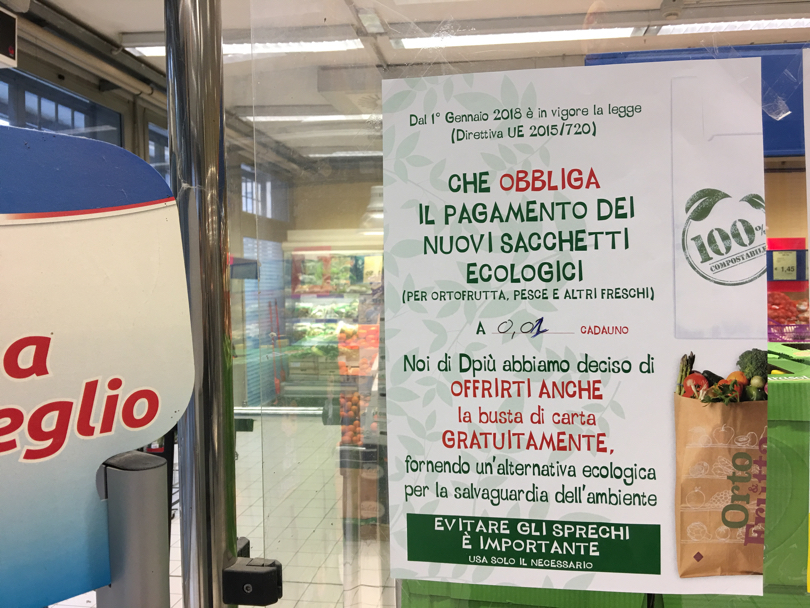 Dal 1° Gennaio 2018 è in vigore la legge
(Direttiva UE 2015/720)
CHE OBBLIGA
IL PAGAMENTO DEI
NUOVI SACCHETTI
ECOLOGICI
(PER ORTOFRUTTA, PESCE E ALTRI FRESCHI)
A 0,01 CADAUNO
Noi di Dpiù abbiamo deciso di
OFFRIRTI ANCHE
la busta di carta
GRATUITAMENTE,
fornendo un'alternativa ecologica
per la salvaguardia dell'ambiente
EVITARE GLI SPRECHI
È IMPORTANTE
USA SOLO IL NECESSARIO
100%
COMPOSTABILE
Orto
Frutta
a
eglio
1,49